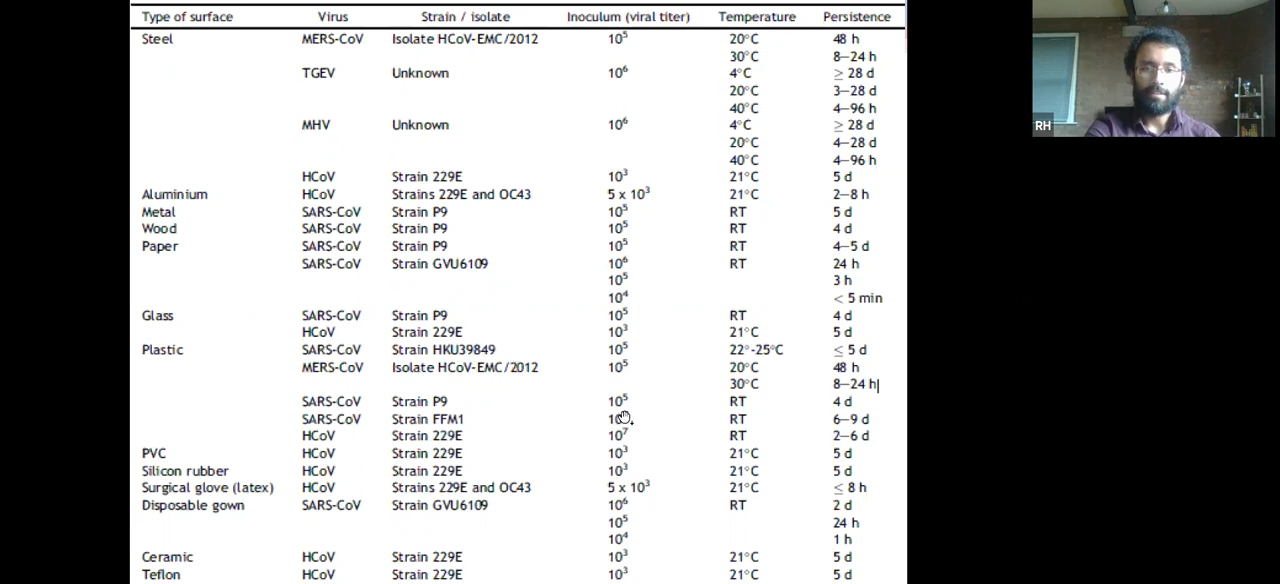 Type of surface Virus Strain / isolate Inoculum (viral titer) Temperature Persistence
Steel MERS-CoV Isolate HCoV-EMC/2012 10⁵ 20°C 48 h
30°C 8–24 h
TGEV Unknown 10⁶ 4°C ≥ 28 d
20°C 3–28 d
40°C 4–96 h
MHV Unknown 10⁶ 4°C ≥ 28 d
20°C 4–28 d
40°C 4–96 h
HCoV Strain 229E 10³ 21°C 5 d
Aluminium HCoV Strains 229E and OC43 5 x 10³ 21°C 2–8 h
Metal SARS-CoV Strain P9 10⁵ RT 5 d
Wood SARS-CoV Strain P9 10⁵ RT 4 d
Paper SARS-CoV Strain P9 10⁵ RT 4–5 d
SARS-CoV Strain GVU6109 10⁶ RT 24 h
10⁵ 3 h
10⁴ < 5 min
Glass SARS-CoV Strain P9 10⁵ RT 4 d
HCoV Strain 229E 10³ 21°C 5 d
Plastic SARS-CoV Strain HKU39849 10⁵ 22°-25°C ≤ 5 d
MERS-CoV Isolate HCoV-EMC/2012 10⁵ 20°C 48 h
30°C 8–24 h
SARS-CoV Strain P9 10⁵ RT 4 d
SARS-CoV Strain FFM1 RT 6–9 d
HCoV Strain 229E 10⁷ RT 2–6 d
PVC HCoV Strain 229E 10³ 21°C 5 d
Silicon rubber HCoV Strain 229E 10³ 21°C 5 d
Surgical glove (latex) HCoV Strains 229E and OC43 5 x 10³ 21°C ≤ 8 h
Disposable gown SARS-CoV Strain GVU6109 10⁶ RT 2 d
10⁵ 24 h
10⁴ 1 h
Ceramic HCoV Strain 229E 10³ 21°C 5 d
Teflon HCoV Strain 229E 10³ 21°C 5 d
RH